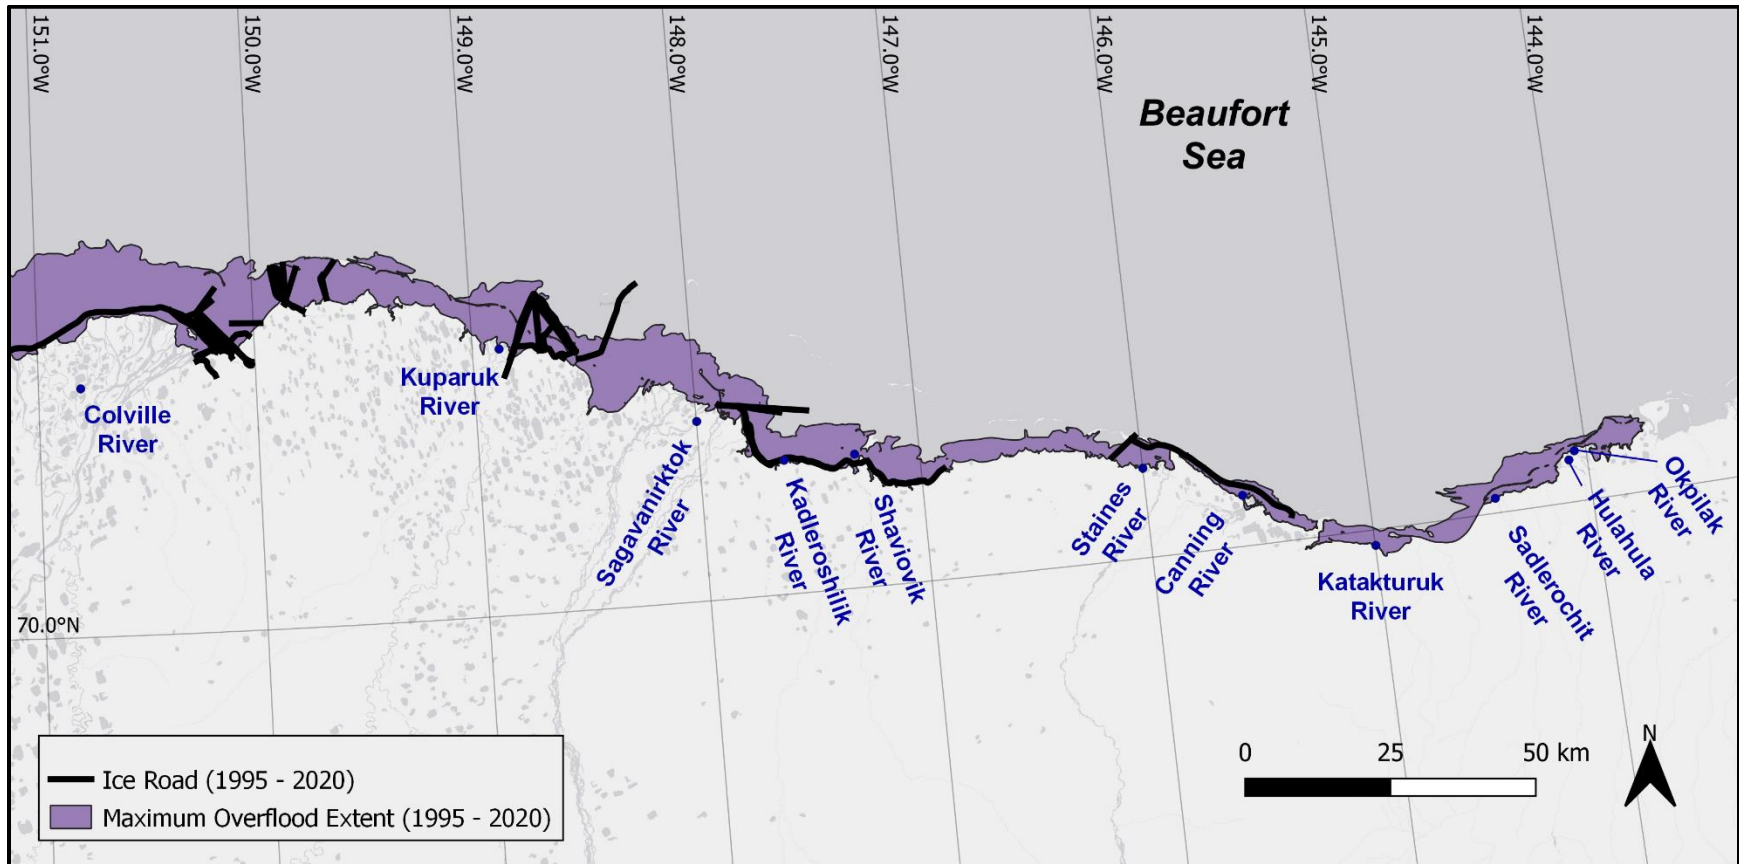 151.0°W
150.0°W
149.0°W
148.0°W
147.0°W
146.0°W
145.0°W
144.0°W
Beaufort
Sea
Colville
River
Kuparuk
River
Sagavanirktok
River
Kadleroshilik
River
Shaviovik
River
Staines
River
Canning
River
Katakturuk
River
Sadlerochit
River
Hulahula
River
Okpilak
River
70.0°N
Ice Road (1995 - 2020)
Maximum Overflood Extent (1995 - 2020)
0 25 50 km
N